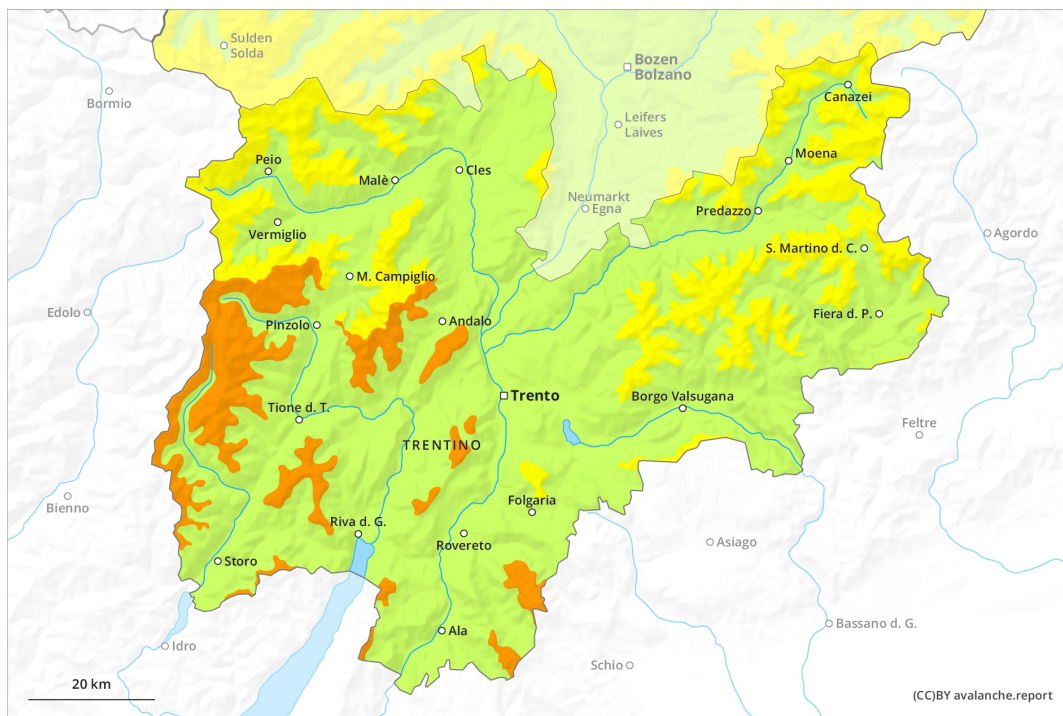 Sulden
Solda
Bozen
Bolzano
Bormio
Canazei
Leifers
Laives
Moena
Peio
Malè
Cles
Neumarkt
Egna
Predazzo
Vermiglio
Agordo
S. Martino d. C.
M. Campiglio
Edolo
Pinzolo
Andalo
Fiera d. P.
Trento
Borgo Valsugana
Tione d. T.
Feltre
TRENTINO
Bienno
Folgaria
Riva d. G.
Rovereto
Asiago
Storo
Bassano d. G.
Ala
Idro
Schio
20 km
(CC)BY avalanche.report